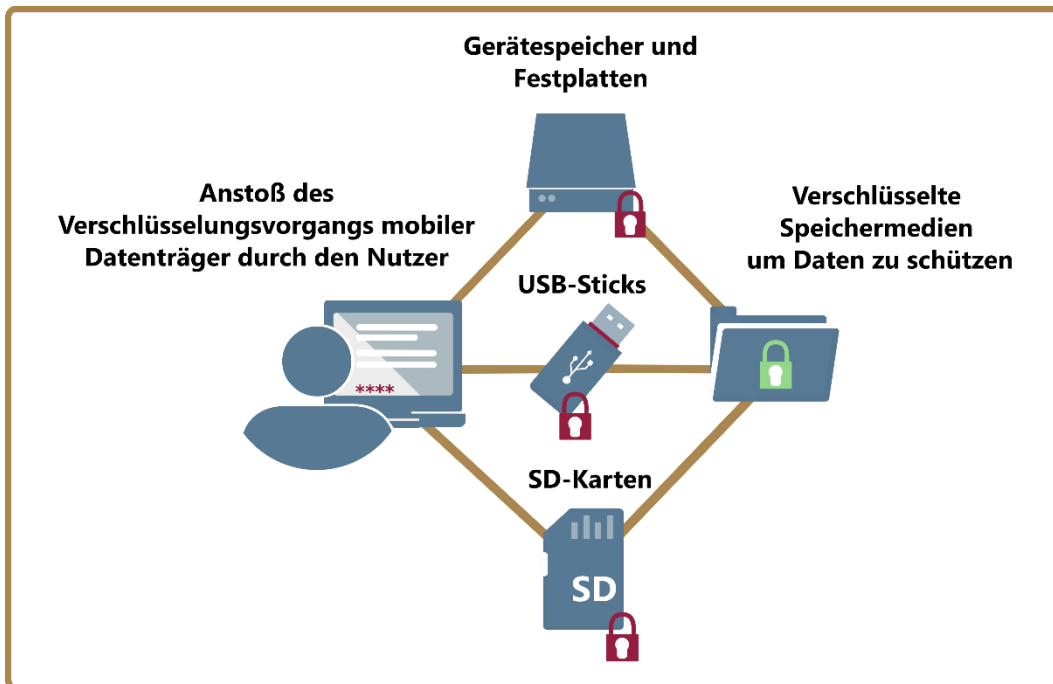 Gerätespeicher und
Festplatten
Anstoß des
Verschlüsselungsvorgangs mobiler
Datenträger durch den Nutzer
Verschlüsselte
Speichermedien
um Daten zu schützen
USB-Sticks
****
SD-Karten
SD